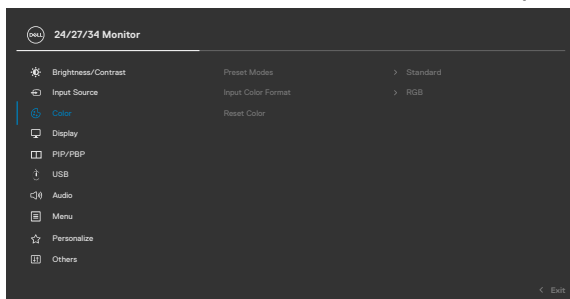 DELL 24/27/34 Monitor
Brightness/Contrast Preset Modes > Standard
Input Source Input Color Format > RGB
Color Reset Color
Display
PIP/PBP
USB
Audio
Menu
Personalize
Others
< Exit